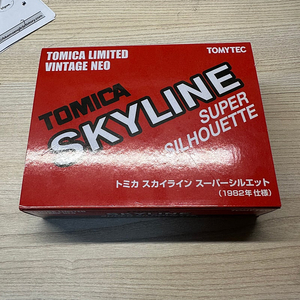 TOMICA LIMITED
VINTAGE NEO
TOMYTEC
TOMICA
SKYLINE
SUPER
SILHOUETTE
トミカ スカイライン スーパーシルエット
(1982年仕様)
SKYLINE